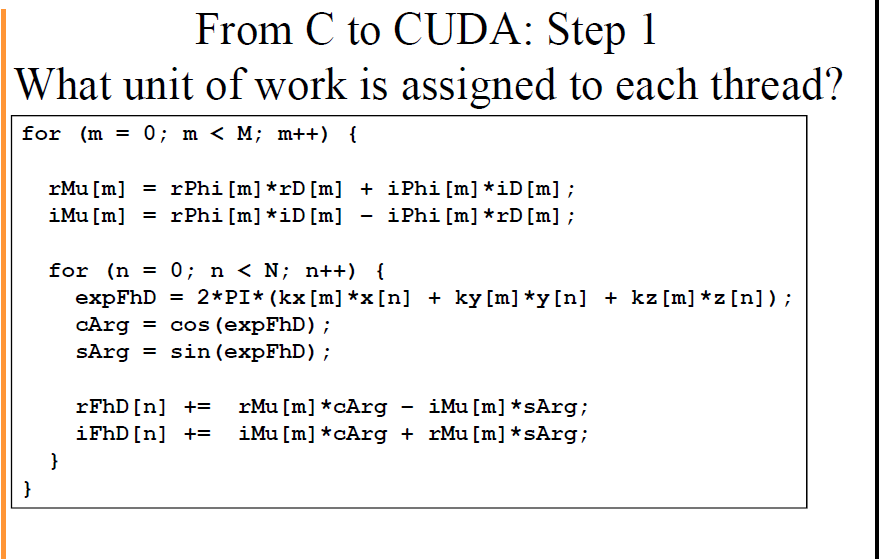 From C to CUDA: Step 1
What unit of work is assigned to each thread?
for (m = 0; m < M; m++) {
rMu[m] = rPhi[m]*rD[m] + iPhi[m]*iD[m];
iMu[m] = rPhi[m]*iD[m] – iPhi[m]*rD[m];
for (n = 0; n < N; n++) {
expFhD = 2*PI*(kx[m]*x[n] + ky[m]*y[n] + kz[m]*z[n]);
cArg = cos(expFhD);
sArg = sin(expFhD);
rFhD[n] += rMu[m]*cArg – iMu[m]*sArg;
iFhD[n] += iMu[m]*cArg + rMu[m]*sArg;
}
}